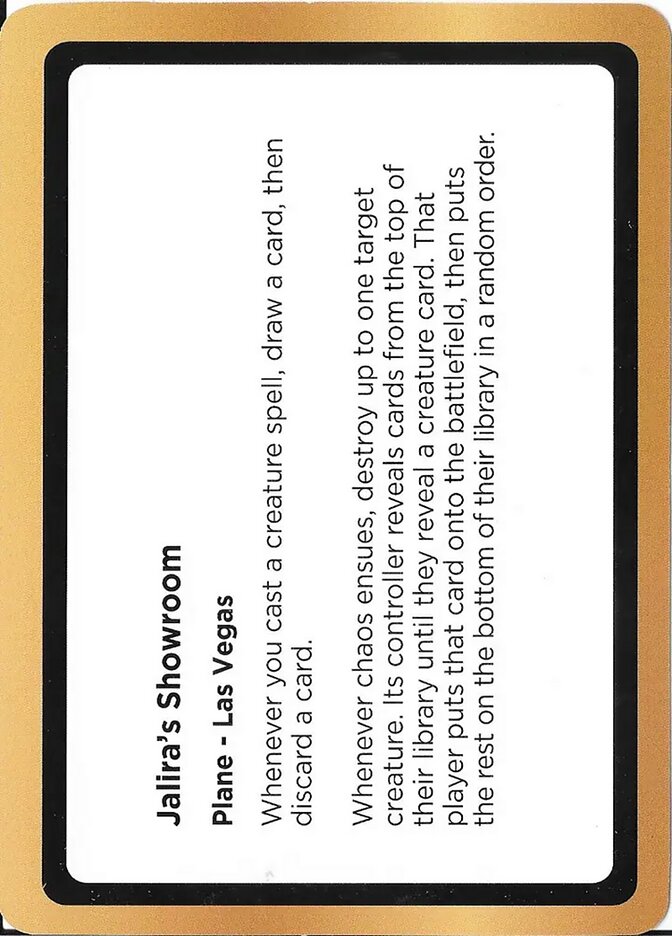 Jalira's Showroom
Plane - Las Vegas
Whenever you cast a creature spell, draw a card, then
discard a card.
Whenever chaos ensues, destroy up to one target
creature. Its controller reveals cards from the top of
their library until they reveal a creature card. That
player puts that card onto the battlefield, then puts
the rest on the bottom of their library in a random order.